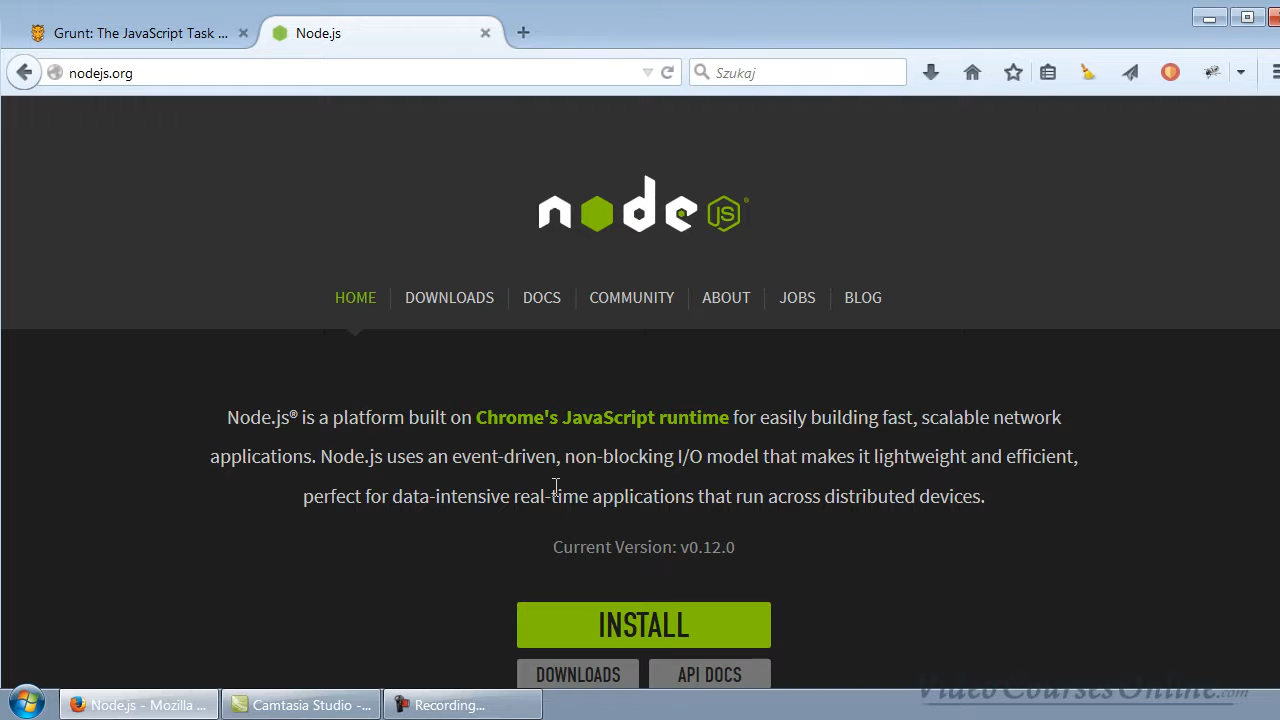 Grunt: The JavaScript Task ...
Node.js
nodejs.org
Szukaj
node JS
HOME
DOWNLOADS
DOCS
COMMUNITY
ABOUT
JOBS
BLOG
Node.js® is a platform built on Chrome's JavaScript runtime for easily building fast, scalable network
applications. Node.js uses an event-driven, non-blocking I/O model that makes it lightweight and efficient,
perfect for data-intensive real-time applications that run across distributed devices.
Current Version: v0.12.0
INSTALL
DOWNLOADS
API DOCS
VideoCoursesOnline.com
Node.js - Mozilla ...
Camtasia Studio -...
Recording...